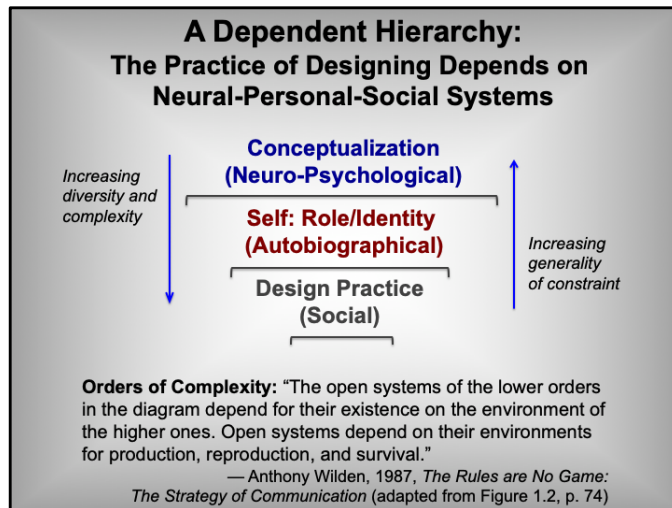 A Dependent Hierarchy:
The Practice of Designing Depends on
Neural-Personal-Social Systems
Conceptualization
(Neuro-Psychological)
Increasing
diversity and
complexity
Self: Role/Identity
(Autobiographical)
Increasing
generality
of constraint
Design Practice
(Social)
Orders of Complexity: “The open systems of the lower orders
in the diagram depend for their existence on the environment of
the higher ones. Open systems depend on their environments
for production, reproduction, and survival.”
— Anthony Wilden, 1987, The Rules are No Game:
The Strategy of Communication (adapted from Figure 1.2, p. 74)